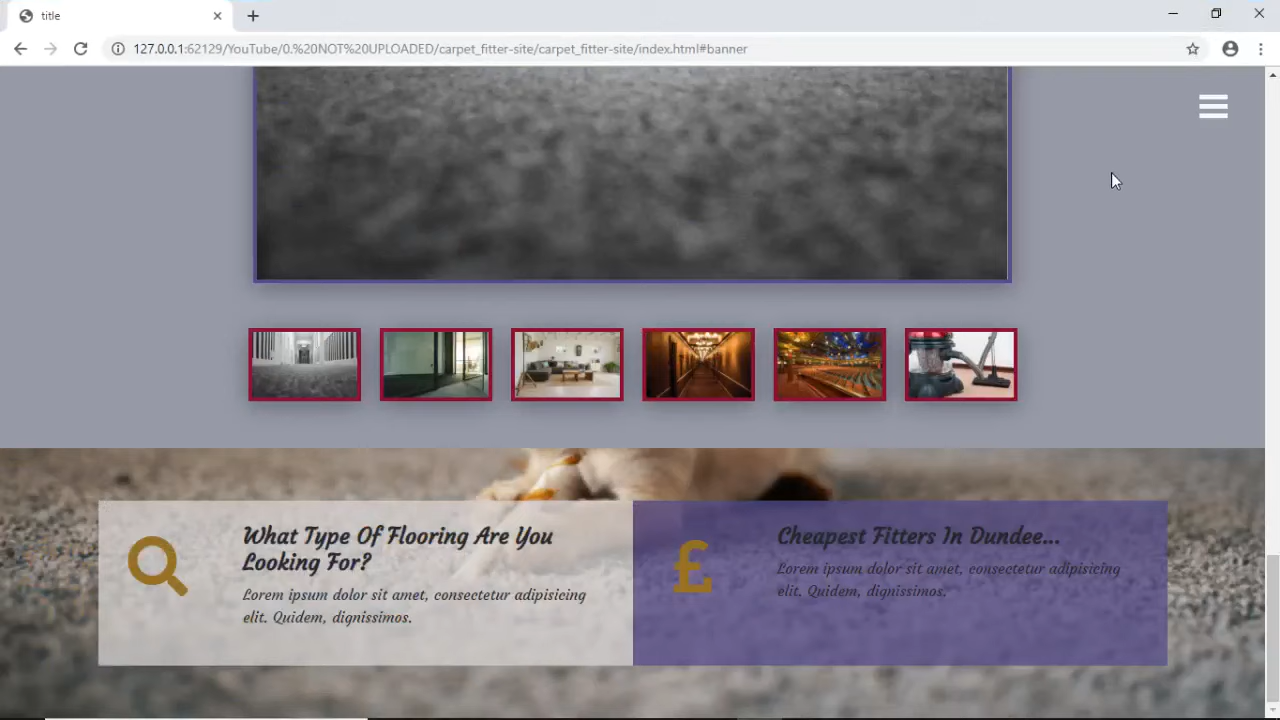 title
127.0.0.1:62129/YouTube/0.%20NOT%20UPLOADED/carpet_fitter-site/carpet_fitter-site/index.html#banner
What Type Of Flooring Are You
Looking For?
Lorem ipsum dolor sit amet, consectetur adipisicing
elit. Quidem, dignissimos.
£
Cheapest Fitters In Dundee...
Lorem ipsum dolor sit amet, consectetur adipisicing
elit. Quidem, dignissimos.